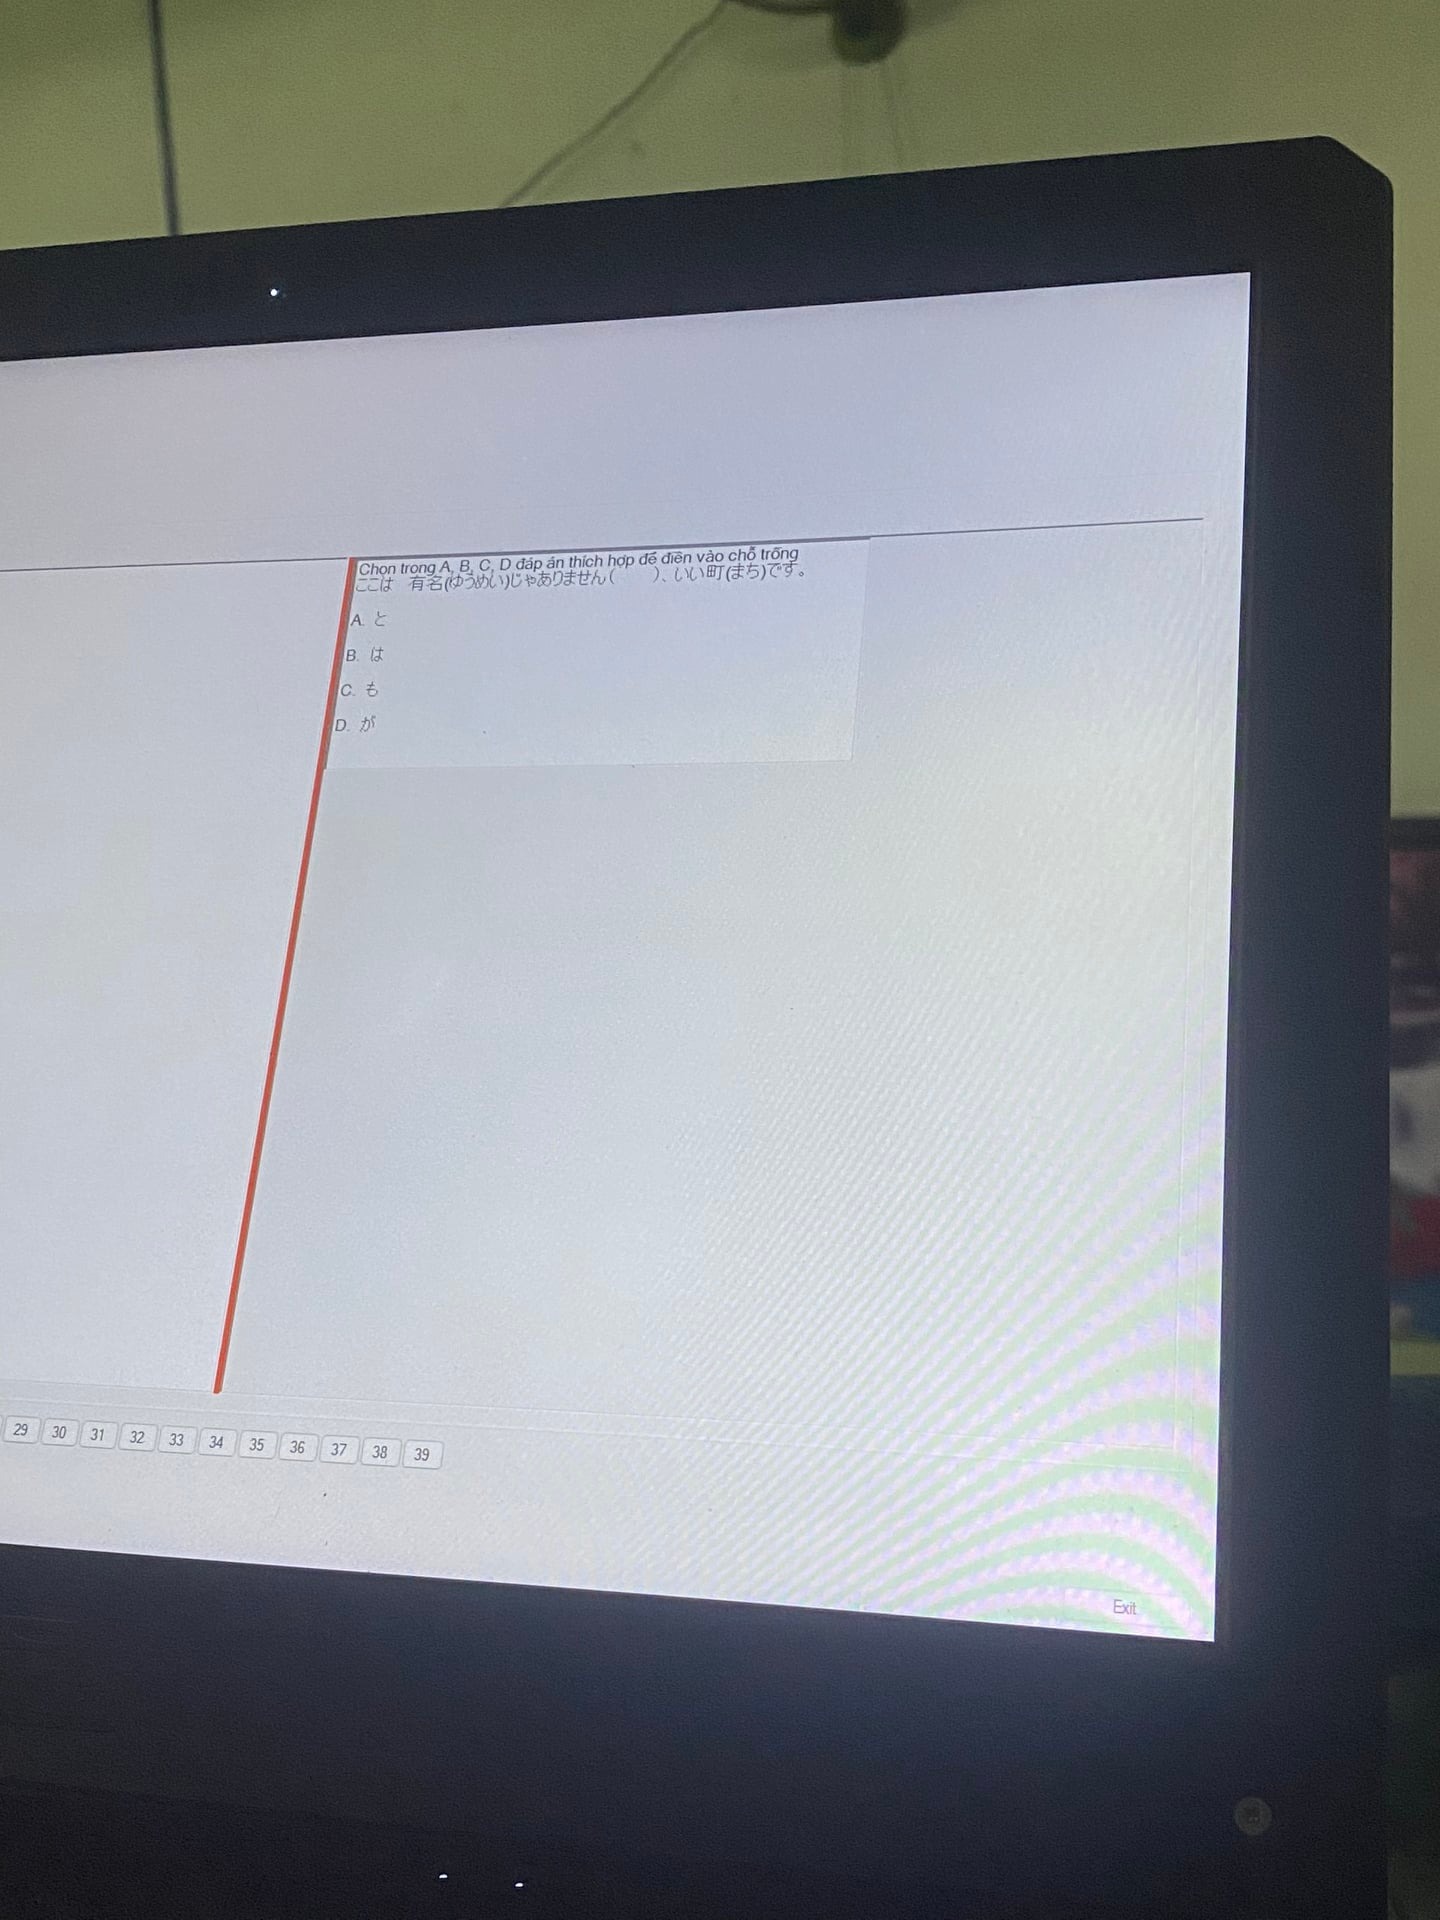 Chọn trong A, B, C, D đáp án thích hợp để điền vào chỗ trống
ここは　有名(ゆうめい)じゃありません (　　)、いい町(まち)です。
A. と
B. は
C. も
D. が
29 30 31 32 33 34 35 36 37 38 39
Exit